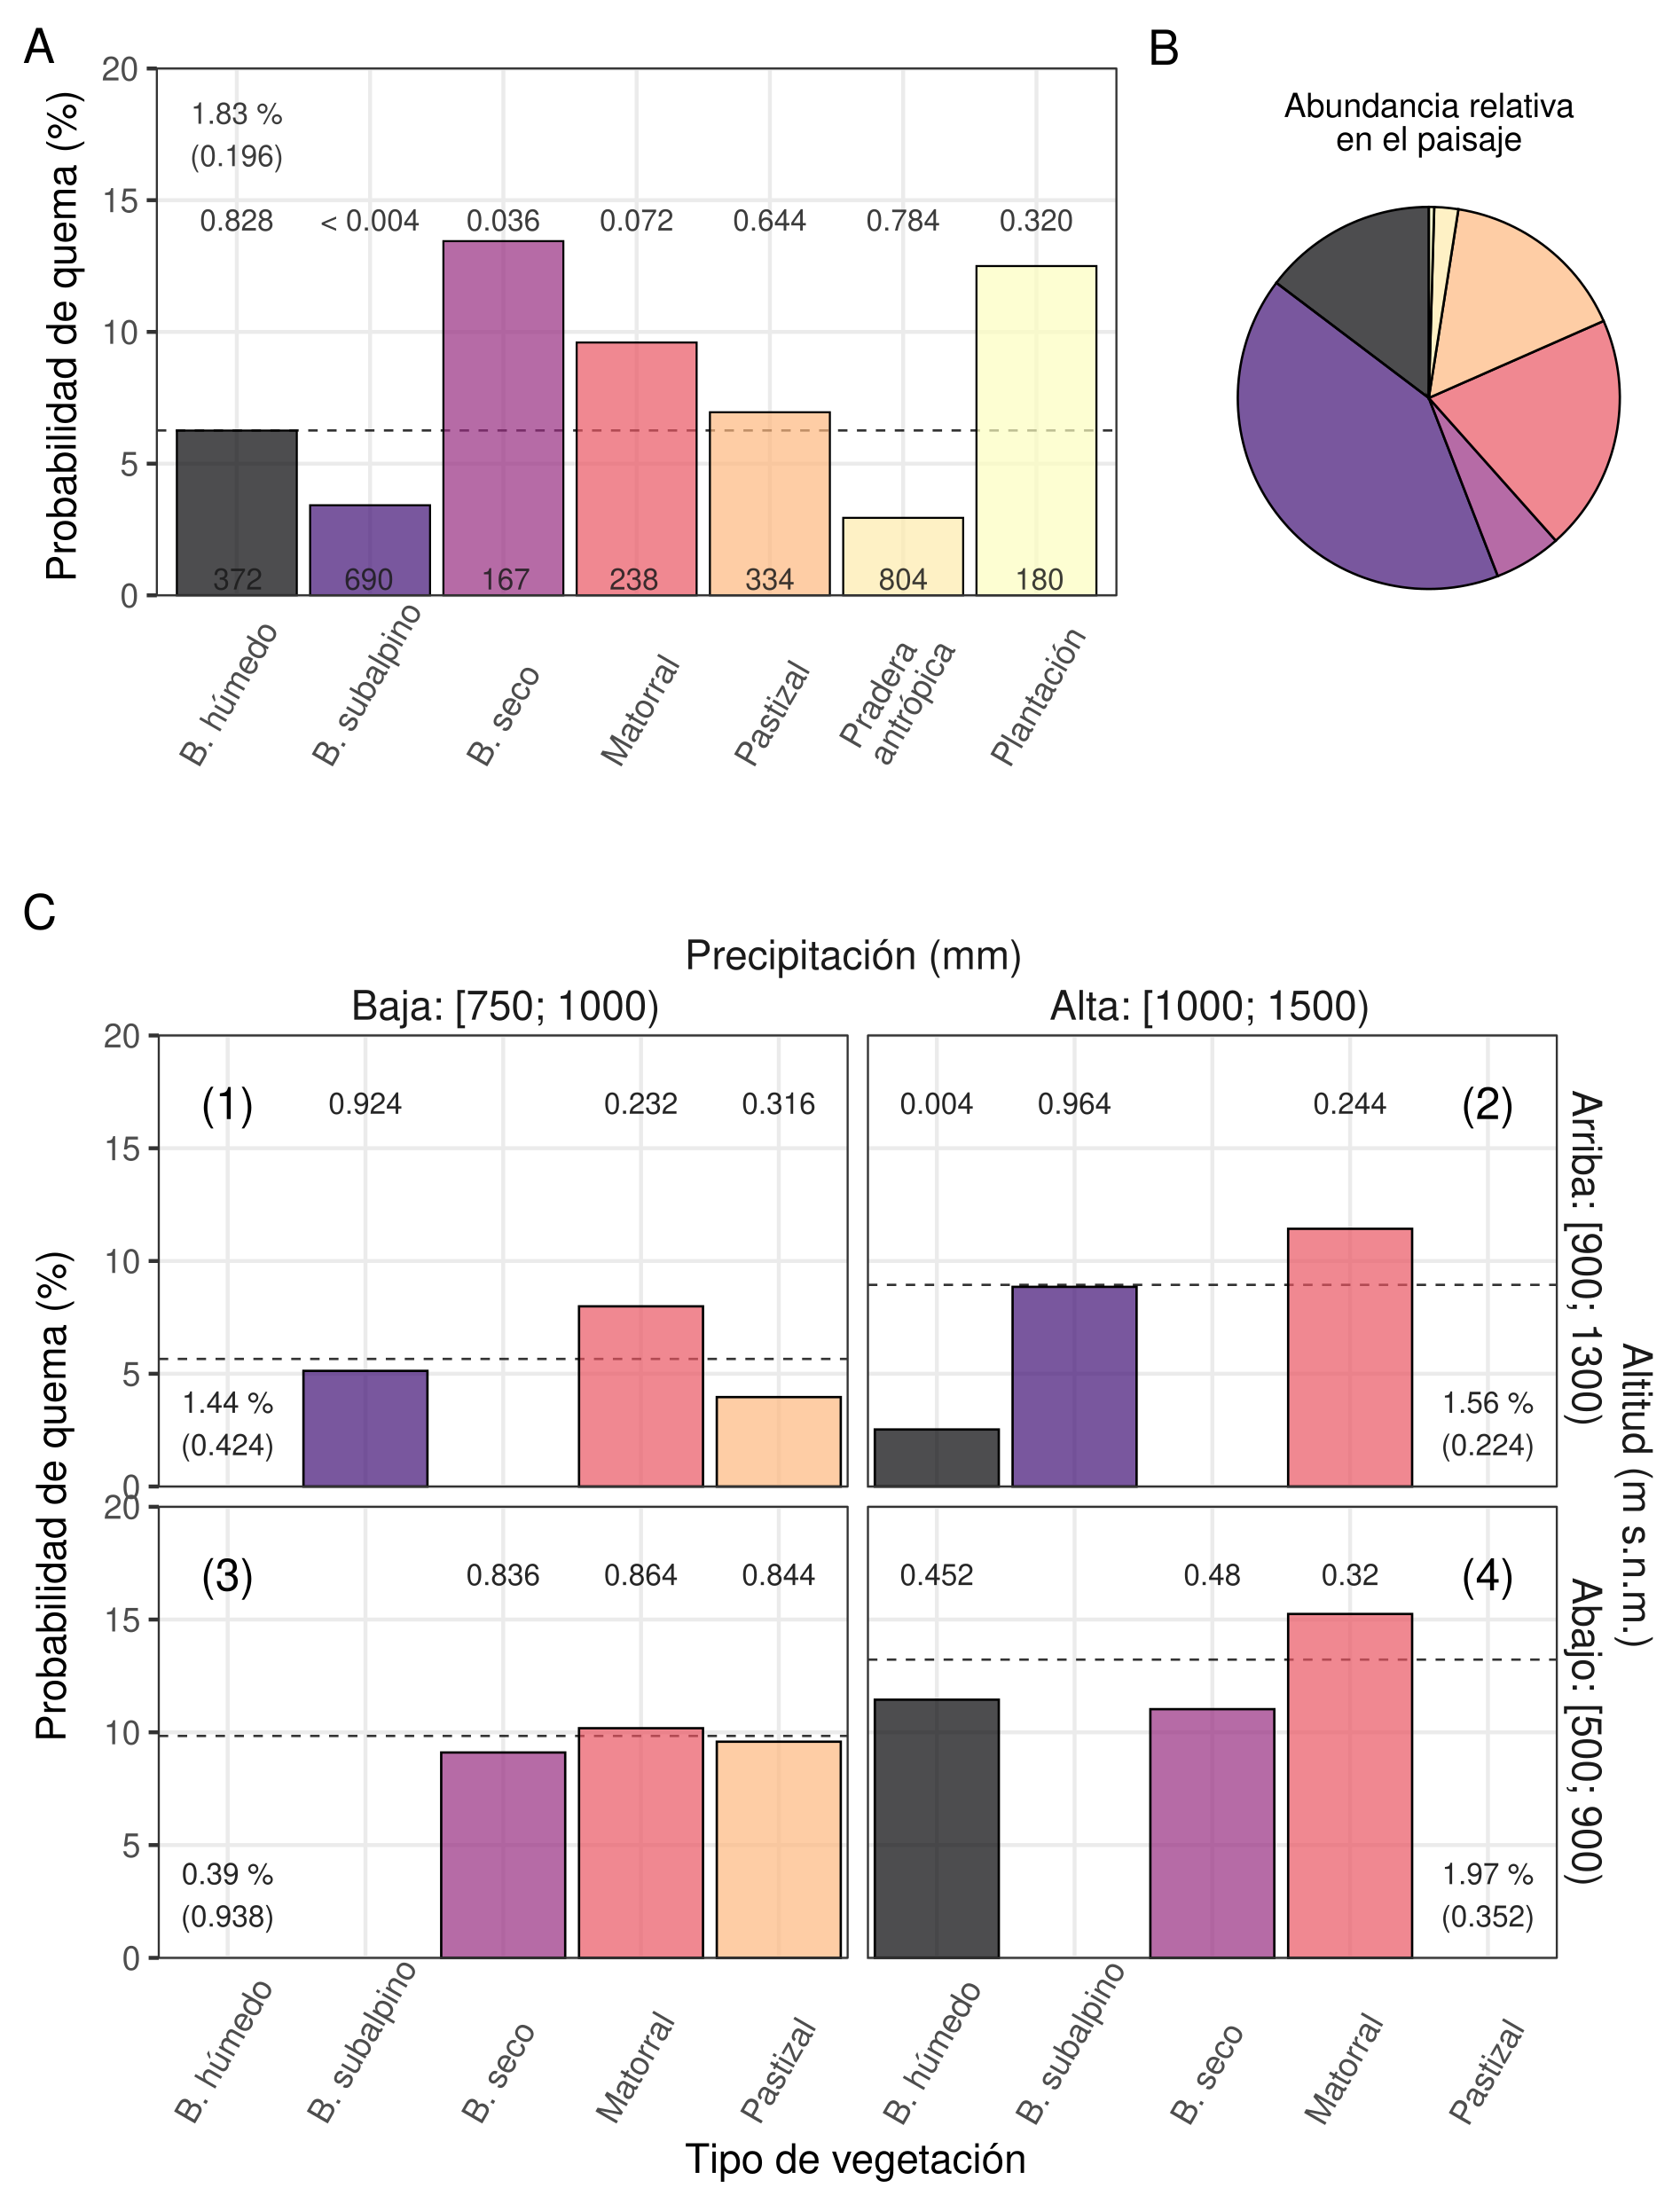 A
Probabilidad de quema (%)
20
15
10
5
0
1.83 %
(0.196)
0.828 < 0.004 0.036 0.072 0.644 0.784 0.320
372 690 167 238 334 804 180
B. húmedo
B. subalpino
B. seco
Matorral
Pastizal
Pradera
antrópica
Plantación
B
Abundancia relativa
en el paisaje
C
Precipitación (mm)
Baja: [750; 1000)
Alta: [1000; 1500)
Probabilidad de quema (%)
20
15
10
5
0
(1) 0.924 0.232 0.316
1.44 %
(0.424)
0.004 0.964 0.244 (2)
1.56 %
(0.224)
Arriba: [900; 1300)
Altitud (m s.n.m.)
20
15
10
5
0
(3) 0.836 0.864 0.844
0.39 %
(0.938)
0.452 0.48 0.32 (4)
1.97 %
(0.352)
Abajo: [500; 900)
B. húmedo
B. subalpino
B. seco
Matorral
Pastizal
B. húmedo
B. subalpino
B. seco
Matorral
Pastizal
Tipo de vegetación